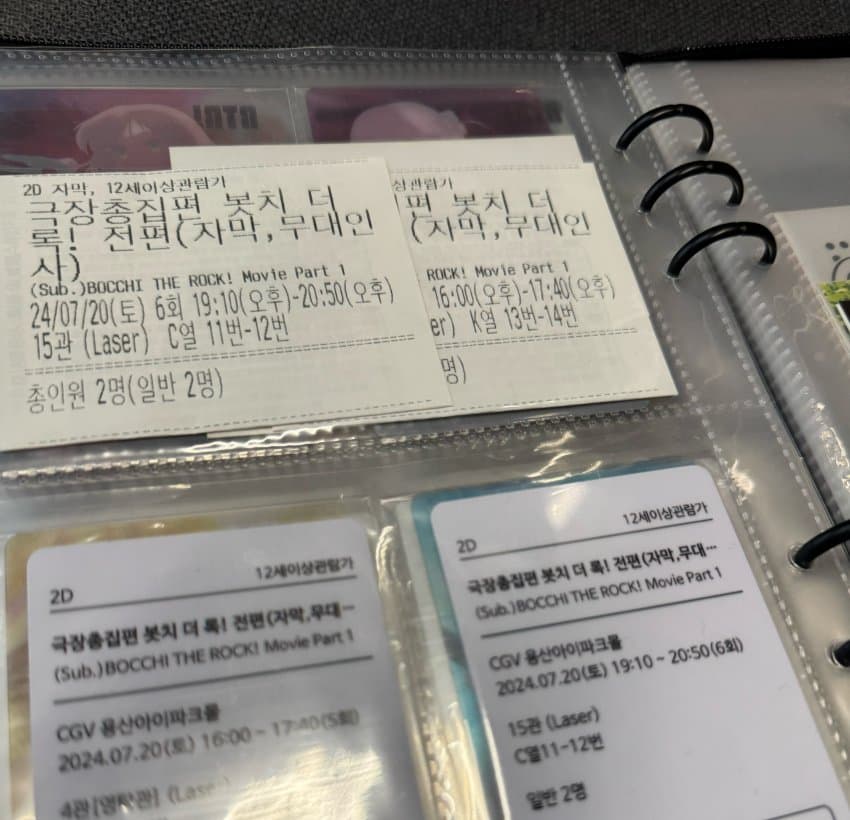 2D 자막, 12세이상관람가
극장총집편 봇치 더
록! 전편(자막,무대인
사)
(Sub.)BOCCHI THE ROCK! Movie Part 1
24/07/20(토) 6회 19:10(오후)-20:50(오후)
15관 (Laser) C열 11번-12번
총인원 2명(일반 2명)
상관람가
편 봇치 더
(자막,무대인
ROCK! Movie Part 1
16:00(오후)-17:40(오후)
er) K열 13번-14번
명)
2D 12세이상관람가
극장총집편 봇치 더 록! 전편(자막,무대…
(Sub.)BOCCHI THE ROCK! Movie Part 1
CGV 용산아이파크몰
2024.07.20(토) 16:00 ~ 17:40(5회)
4관[영탁관] (Laser)
2D 12세이상관람가
극장총집편 봇치 더 록! 전편(자막,무대…
(Sub.)BOCCHI THE ROCK! Movie Part 1
CGV 용산아이파크몰
2024.07.20(토) 19:10 ~ 20:50(6회)
15관 (Laser)
C열11~12번
일반 2명